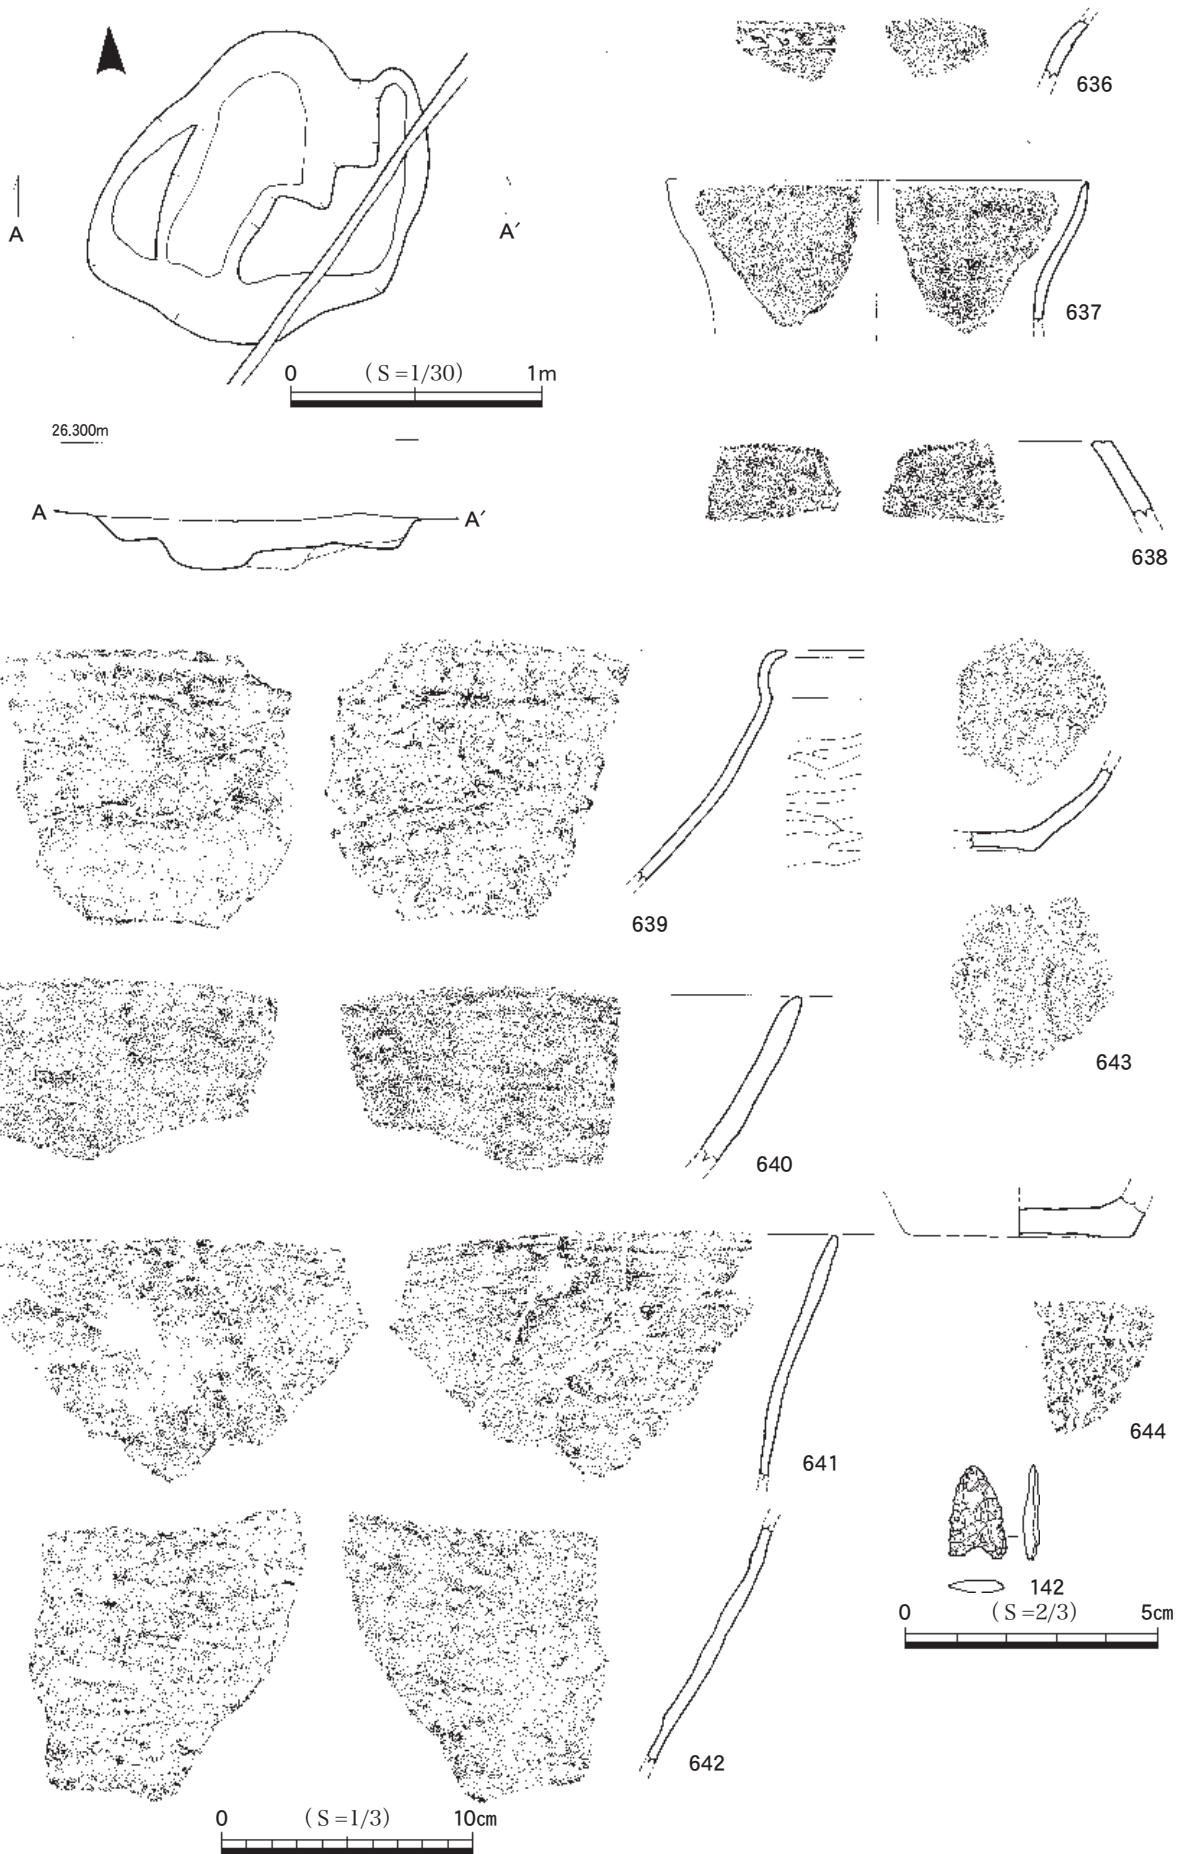 636
A
A′
637
0 (S=1/30) 1m
26.300m
A
A′
638
639
643
640
644
641
142
0 (S=2/3) 5cm
642
0 (S=1/3) 10cm